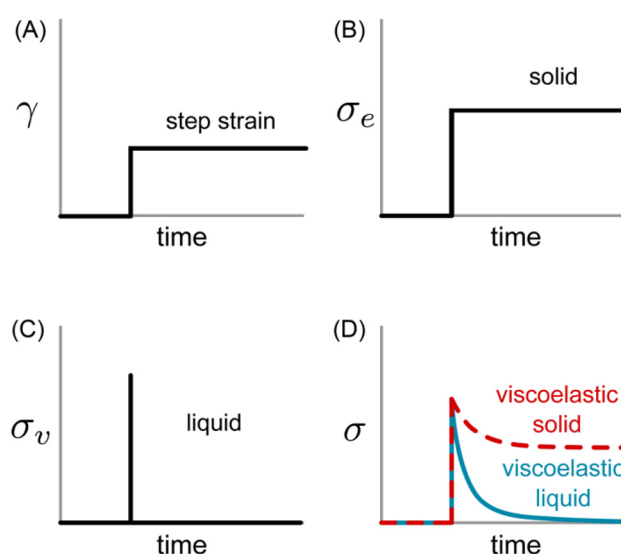 (A)
γ
step strain
time
(B)
σe
solid
time
(C)
σv
liquid
time
(D)
σ
viscoelastic
solid
viscoelastic
liquid
time